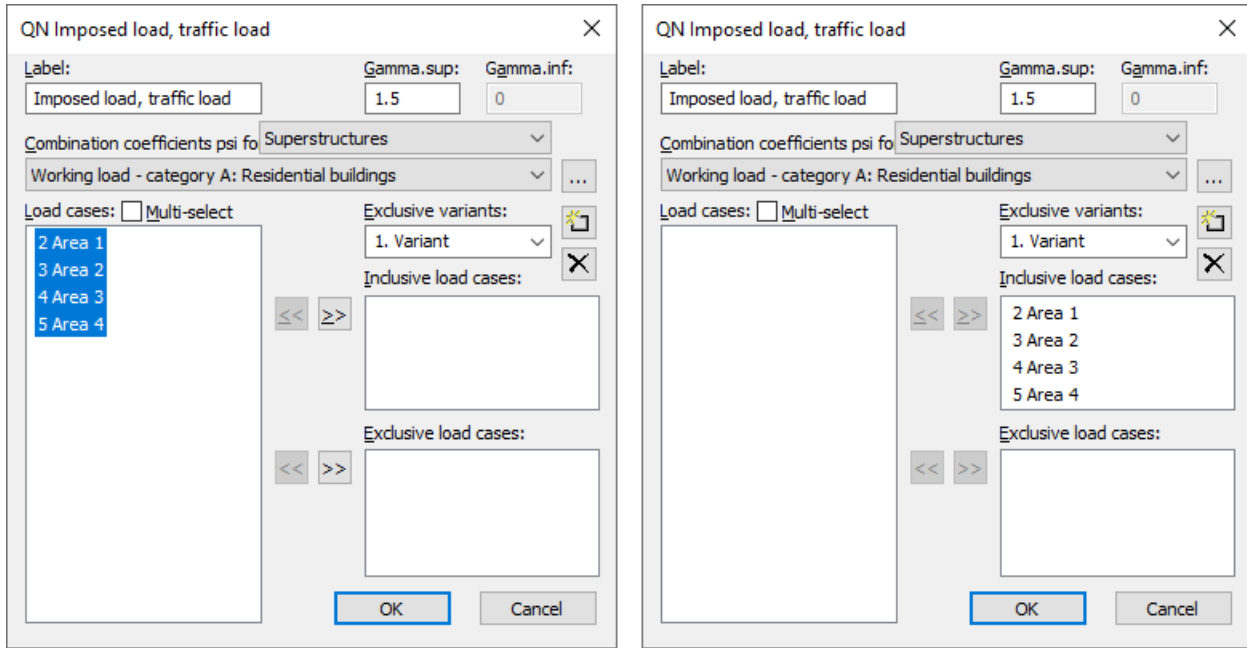 QN Imposed load, traffic load
Label: Gamma.sup: Gamma.inf:
Imposed load, traffic load 1.5 0
Combination coefficients psi fo Superstructures
Working load - category A: Residential buildings ...
Load cases: Multi-select Exclusive variants:
2 Area 1 1. Variant
3 Area 2
4 Area 3 Inclusive load cases:
5 Area 4
<< >>
Exclusive load cases:
<< >>
OK Cancel
QN Imposed load, traffic load
Label: Gamma.sup: Gamma.inf:
Imposed load, traffic load 1.5 0
Combination coefficients psi fo Superstructures
Working load - category A: Residential buildings ...
Load cases: Multi-select Exclusive variants:
1. Variant
Inclusive load cases:
<< >> 2 Area 1
3 Area 2
4 Area 3
5 Area 4
Exclusive load cases:
<< >>
OK Cancel